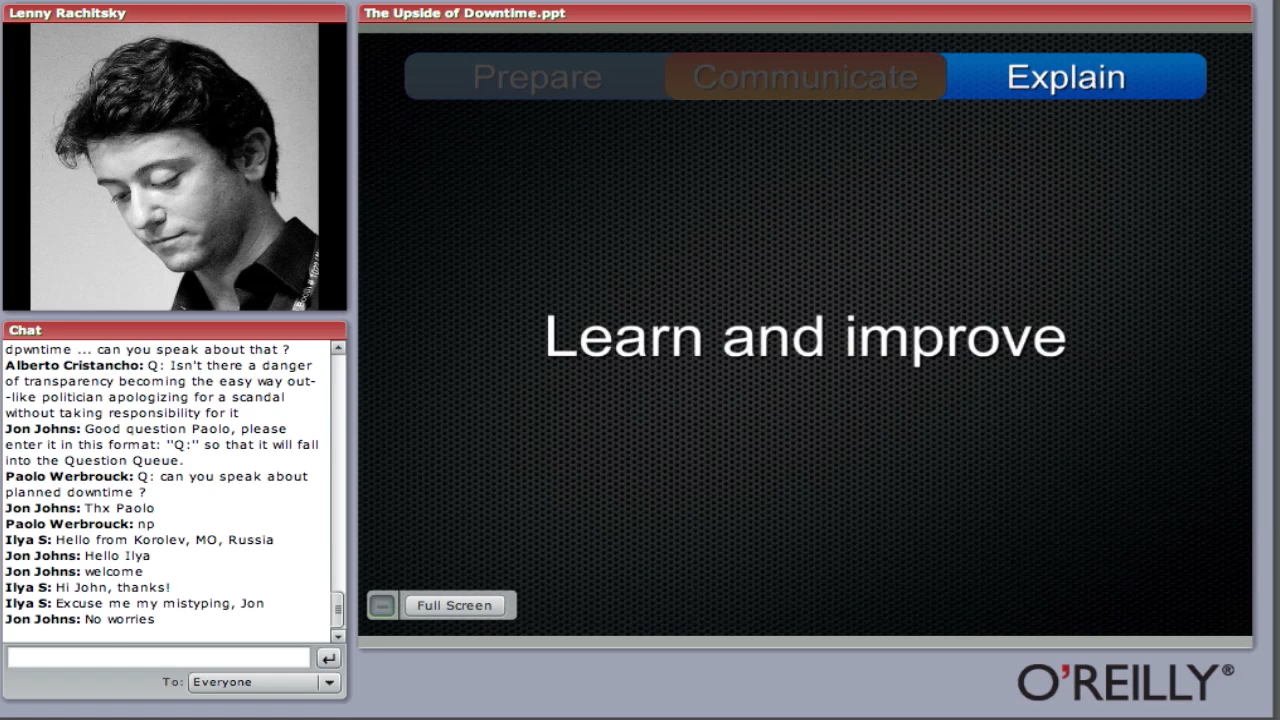 Lenny Rachitsky
The Upside of Downtime.ppt
Prepare
Communicate
Explain
Learn and improve
Full Screen
Chat
dpwntime ... can you speak about that ?
Alberto Cristancho: Q: Isn't there a danger
of transparency becoming the easy way out-
-like politician apologizing for a scandal
without taking responsibility for it
Jon Johns: Good question Paolo, please
enter it in this format: "Q:" so that it will fall
into the Question Queue.
Paolo Werbrouck: Q: can you speak about
planned downtime ?
Jon Johns: Thx Paolo
Paolo Werbrouck: np
Ilya S: Hello from Korolev, MO, Russia
Jon Johns: Hello Ilya
Jon Johns: welcome
Ilya S: Hi John, thanks!
Ilya S: Excuse me my mistyping, Jon
Jon Johns: No worries
To: Everyone
O'REILLY®